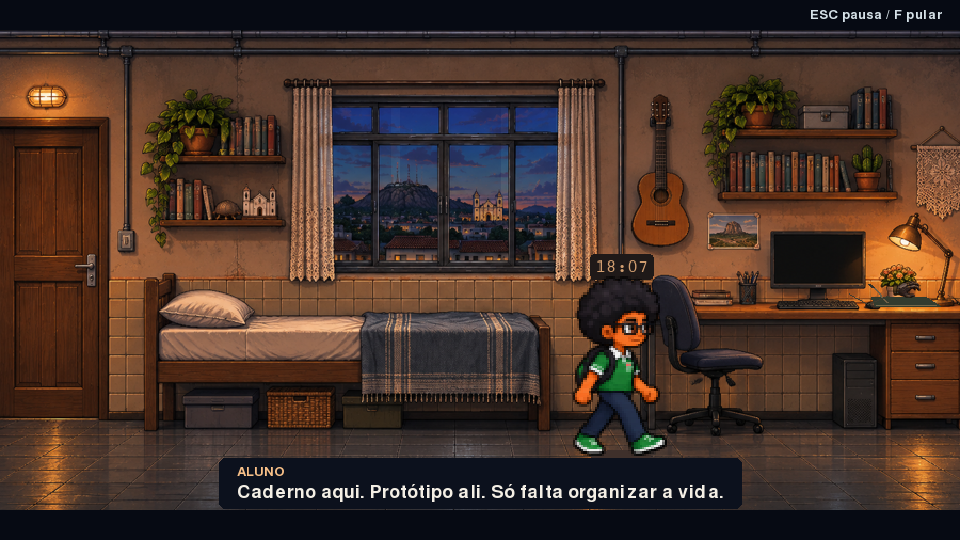 ESC pausa / F pular
18:07
ALUNO
Caderno aqui. Protótipo ali. Só falta organizar a vida.